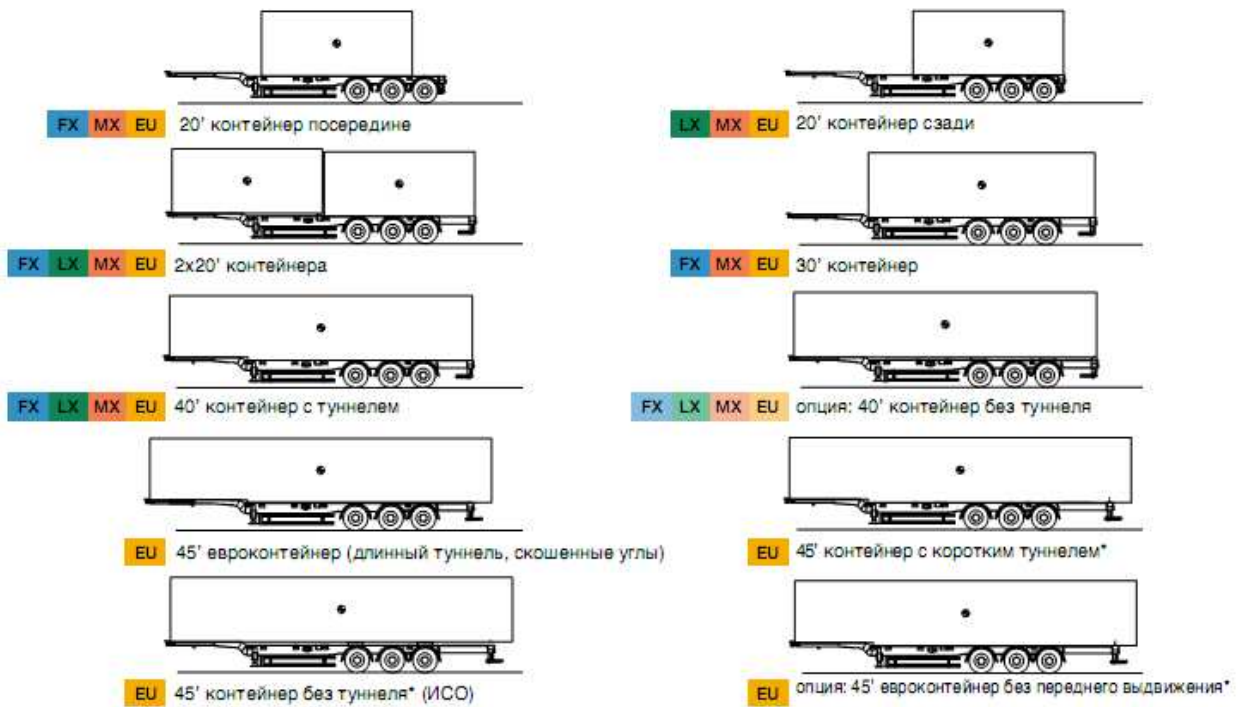 FX MX EU 20' контейнер посередине
LX MX EU 20' контейнер сзади
FX LX MX EU 2x20' контейнера
FX MX EU 30' контейнер
FX LX MX EU 40' контейнер с туннелем
FX LX MX EU опция: 40' контейнер без туннеля
EU 45' евроконтейнер (длинный туннель, скошенные углы)
EU 45' контейнер с коротким туннелем*
EU 45' контейнер без туннеля* (ИСО)
EU опция: 45' евроконтейнер без переднего выдвижения*